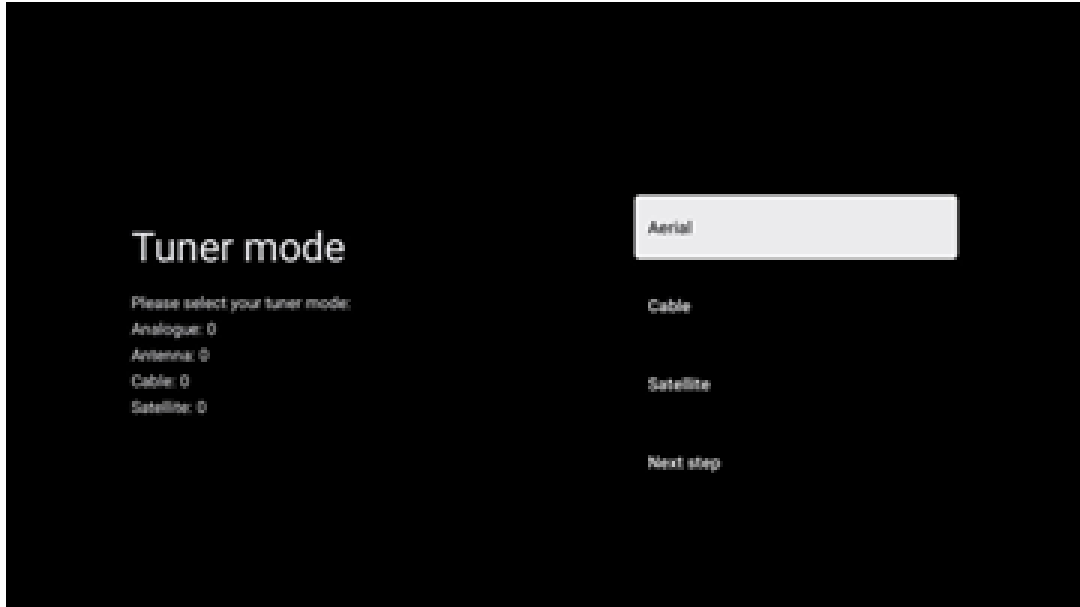 Tuner mode
Please select your tuner mode:
Analogue: 0
Antenna: 0
Cable: 0
Satellite: 0
Aerial
Cable
Satellite
Next step